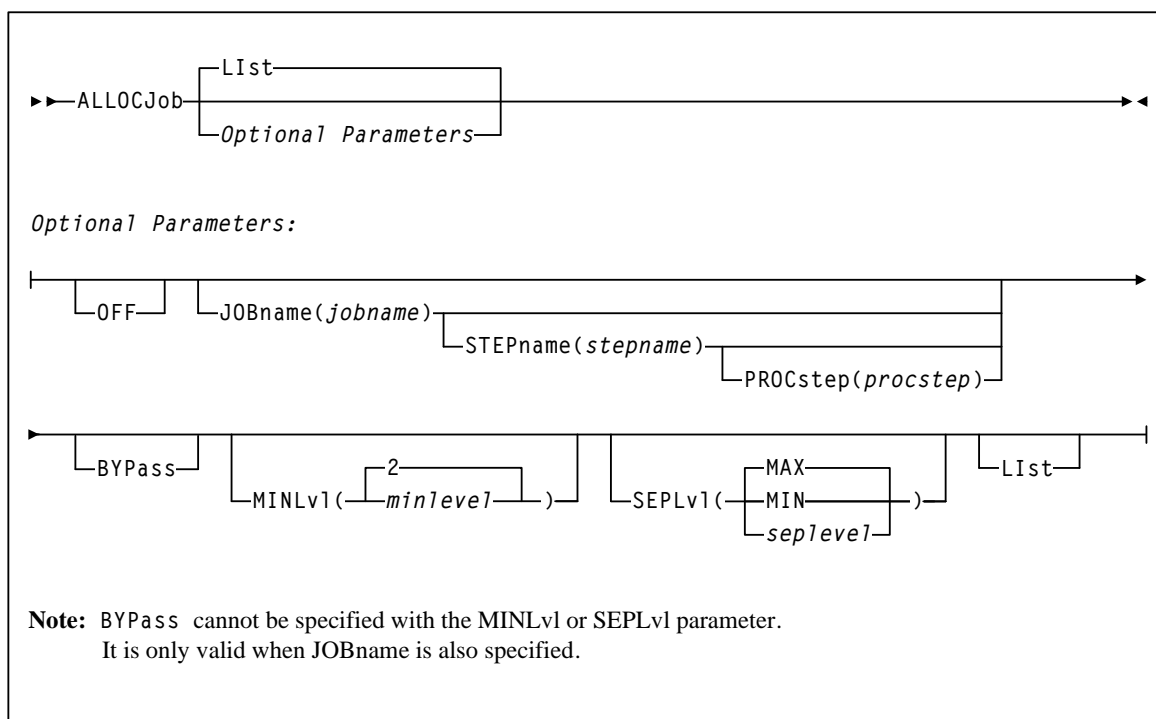 LIst
ALLOCJob
Optional Parameters
Optional Parameters:
OFF JOBname(jobname)
STEPname(stepname)
PROCstep(procstep)
BYPass MINLvl( 2 minlevel ) SEPLvl( MAX MIN seplevel ) LIst
Note: BYPass cannot be specified with the MINLvl or SEPLvl parameter.
It is only valid when JOBname is also specified.